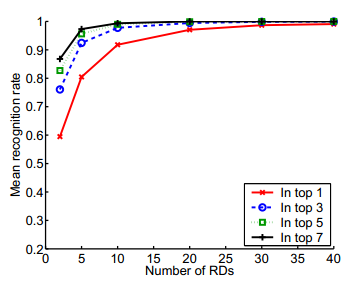 1
0.9
0.8
0.7
0.6
0.5
0.4
0.3
0.2
Mean recognition rate
0 5 10 15 20 25 30 35 40
Number of RDs
In top 1
In top 3
In top 5
In top 7